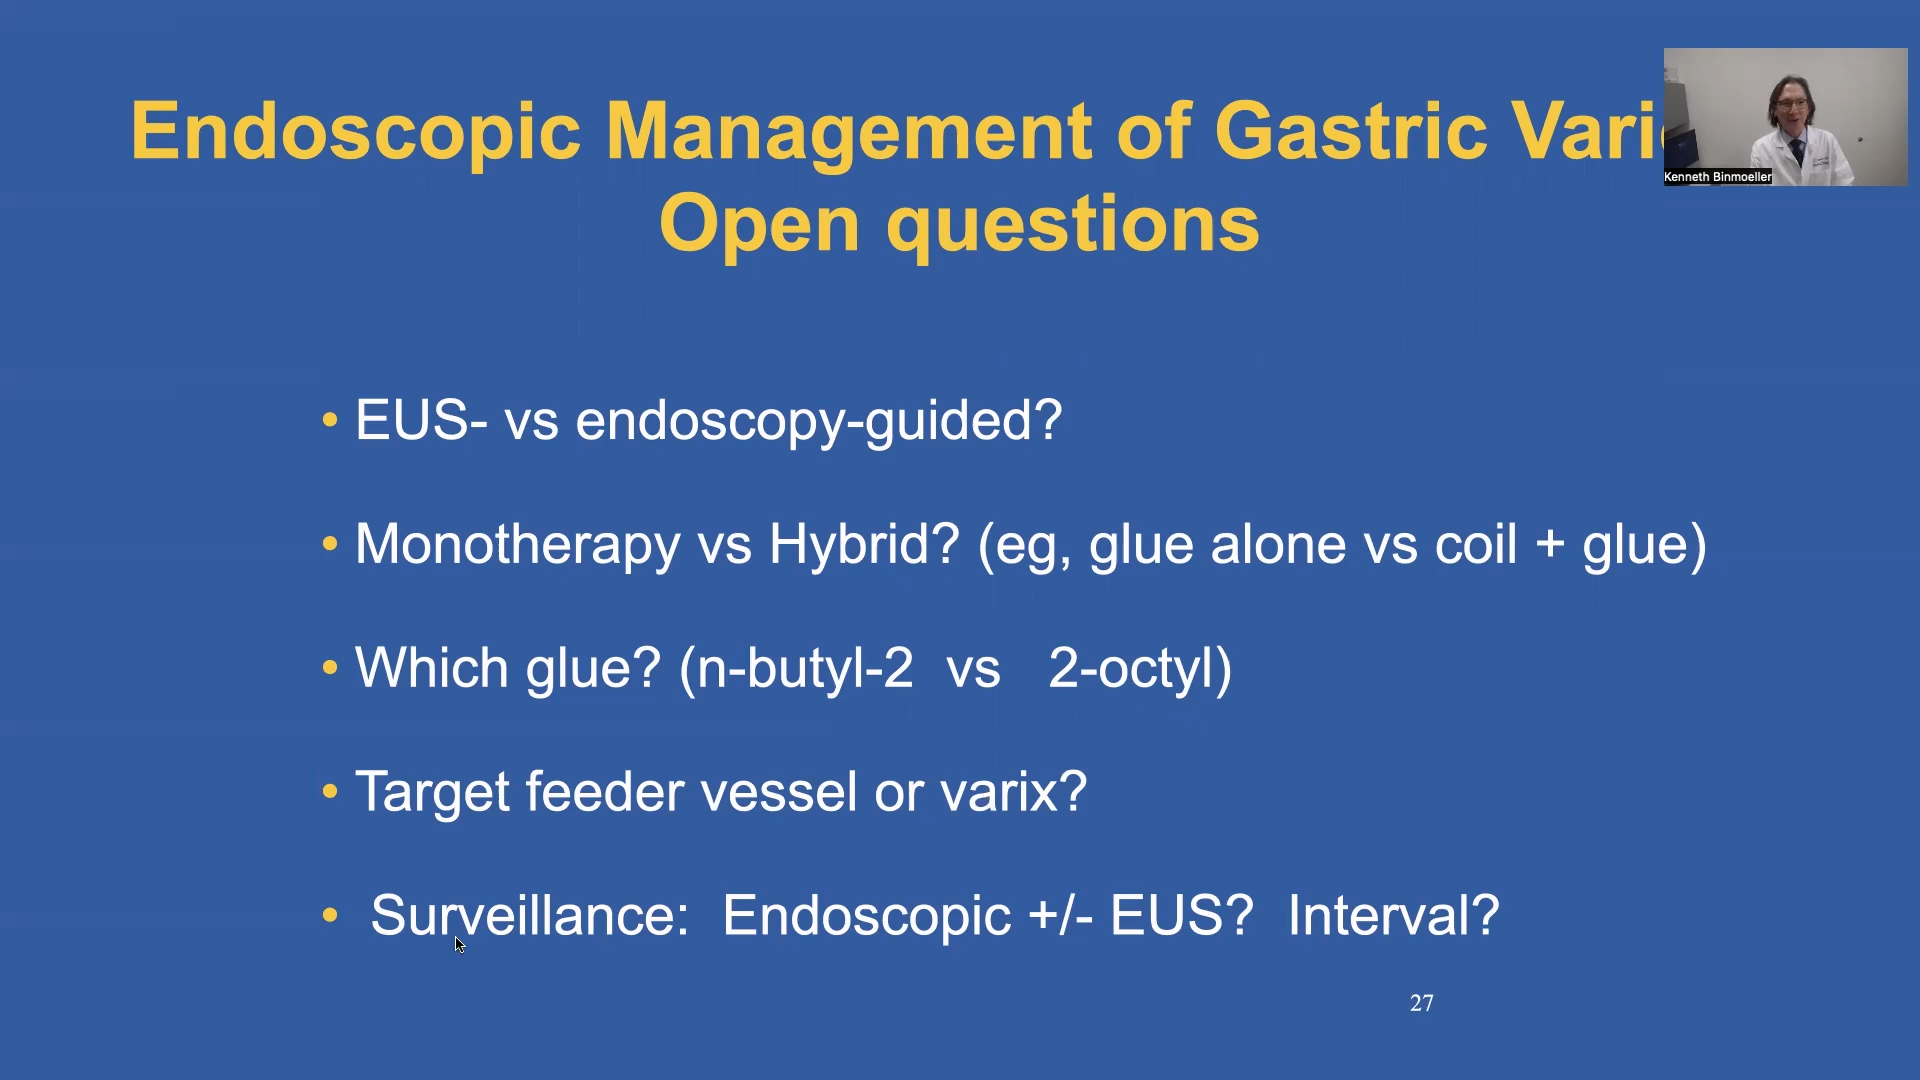 Endoscopic Management of Gastric Vari
Open questions
Kenneth Binmoeller
• EUS- vs endoscopy-guided?
• Monotherapy vs Hybrid? (eg, glue alone vs coil + glue)
• Which glue? (n-butyl-2 vs 2-octyl)
• Target feeder vessel or varix?
• Surveillance: Endoscopic +/- EUS? Interval?
27